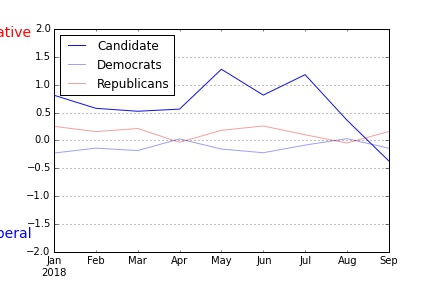 ative
Candidate
Democrats
Republicans
peral
2.0
1.5
1.0
0.5
0.0
−0.5
−1.0
−1.5
−2.0
Jan Feb Mar Apr May Jun Jul Aug Sep
2018